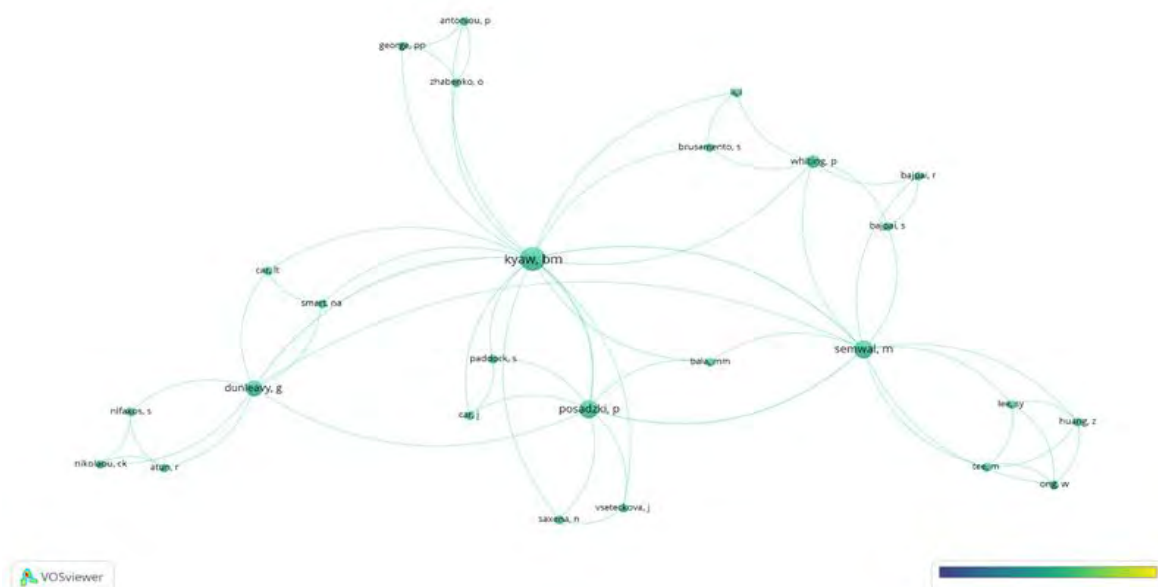 antoniou, p
george, pp
zhabenko, o
brusamento, s
whiting, p
bajpai, r
bajpai, s
kyaw, bm
car, lt
smart, na
paddock, s
bala, mm
semwal, m
dunleavy, g
nifakos, s
car, j
posadzki, p
lee, sy
huang, z
nikolaou, ck
atun, r
tee, m
ong, w
saxena, n
vseteckova, j
VOSviewer